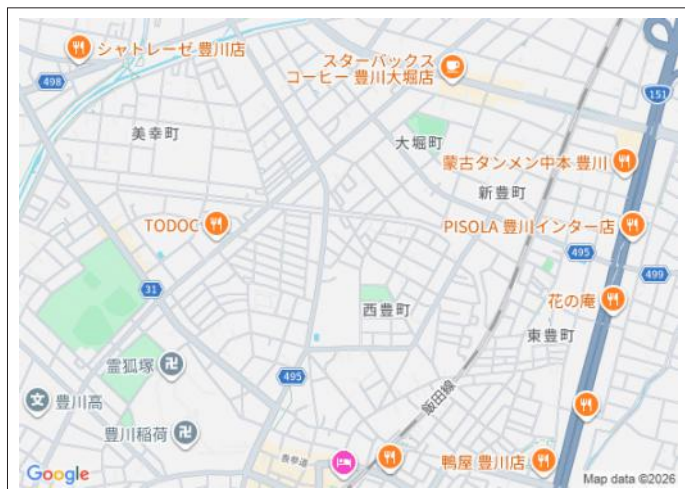 シャトレーゼ 豊川店
スターバックス
コーヒー 豊川大堀店
498
151
美幸町
大堀町
蒙古タンメン中本 豊川
新豊町
TODOC
PISOLA 豊川インター店
495
499
31
花の庵
西豊町
東豊町
霊狐塚
495
飯田線
豊川高
豊川稲荷
表参道
鴨屋 豊川店
Google
Map data ©2026